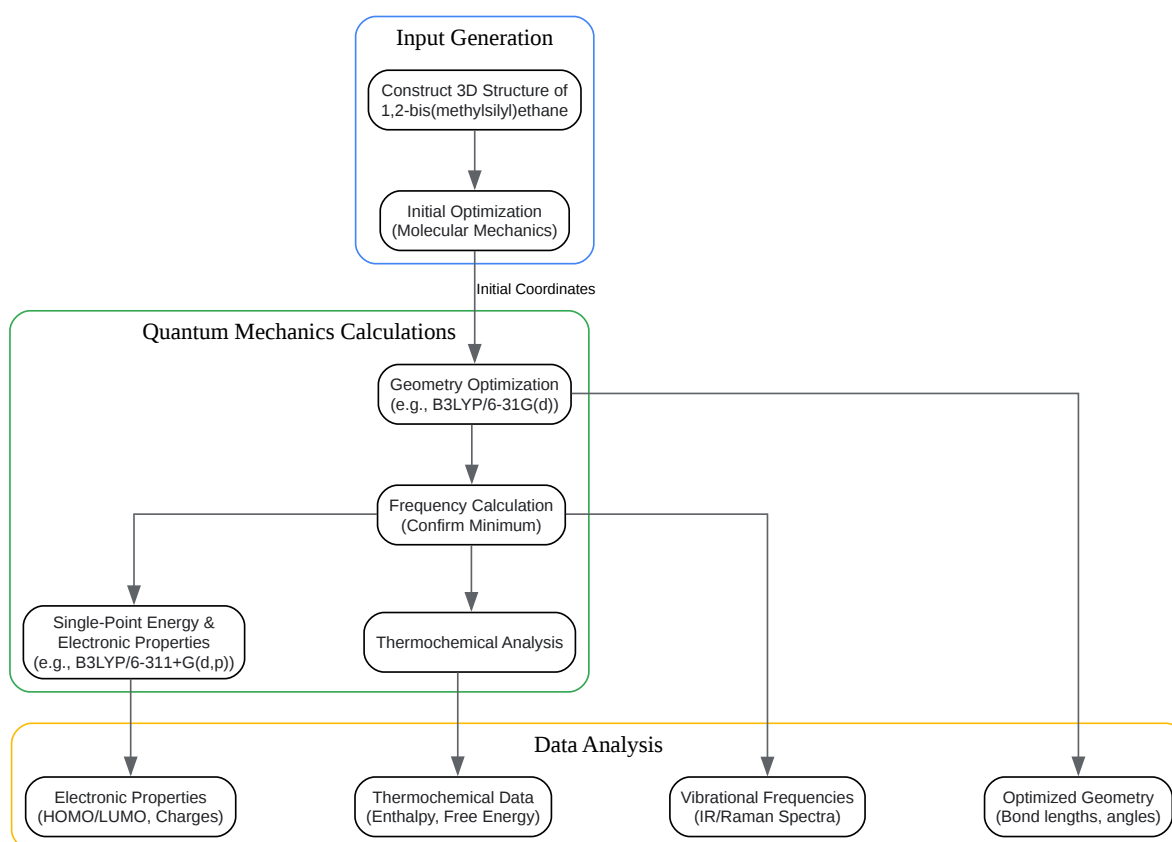 Input Generation
Construct 3D Structure of
1,2-bis(methylsilyl)ethane
Initial Optimization
(Molecular Mechanics)
Initial Coordinates
Quantum Mechanics Calculations
Geometry Optimization
(e.g., B3LYP/6-31G(d))
Frequency Calculation
(Confirm Minimum)
Single-Point Energy &
Electronic Properties
(e.g., B3LYP/6-311+G(d,p))
Thermochemical Analysis
Data Analysis
Electronic Properties
(HOMO/LUMO, Charges)
Thermochemical Data
(Enthalpy, Free Energy)
Vibrational Frequencies
(IR/Raman Spectra)
Optimized Geometry
(Bond lengths, angles)